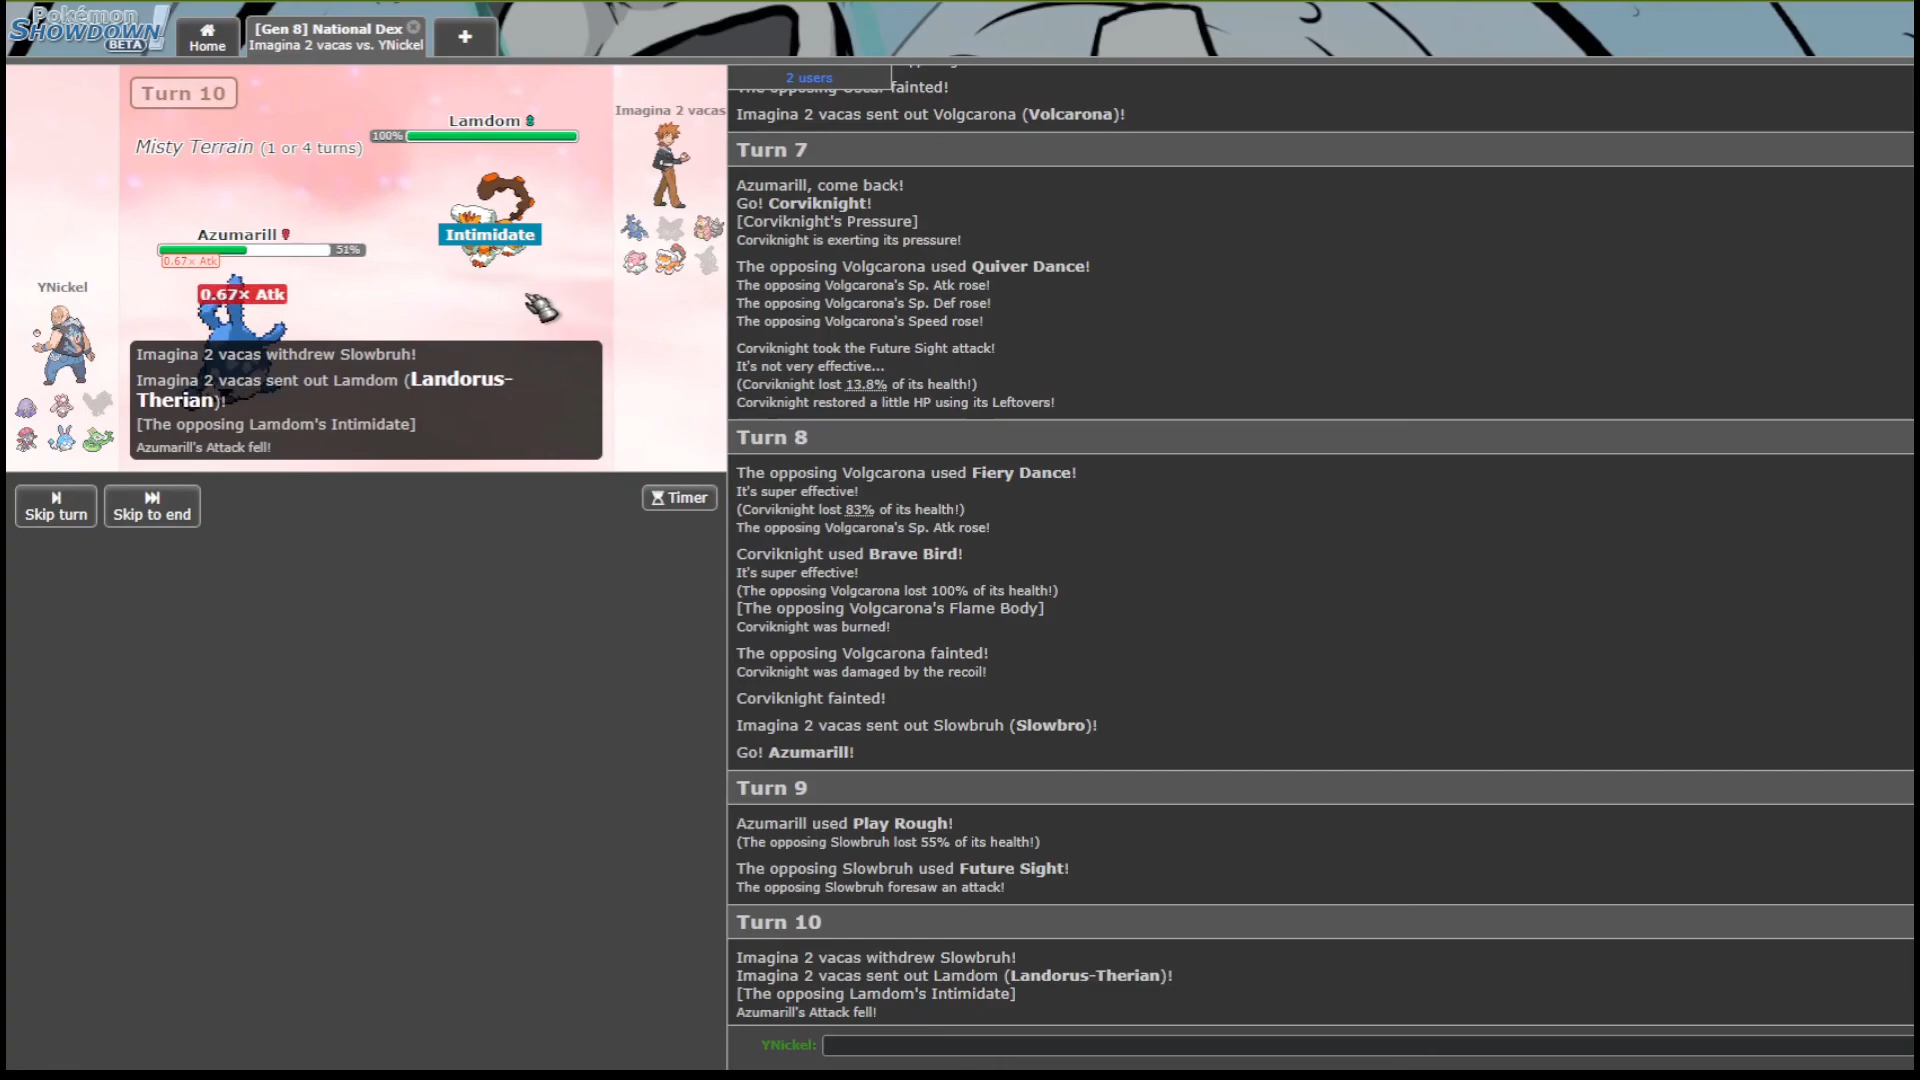 Pokémon
SHOWDOWN!
BETA
Home
[Gen 8] National Dex
Imagina 2 vacas vs. YNickel
+
Turn 10
Misty Terrain (1 or 4 turns)
Lamdom
100%
Intimidate
Azumarill
51%
0.67× Atk
0.67× Atk
YNickel
Imagina 2 vacas
Imagina 2 vacas withdrew Slowbruh!
Imagina 2 vacas sent out Lamdom (Landorus-
Therian)!
[The opposing Lamdom's Intimidate]
Azumarill's Attack fell!
Skip turn
Skip to end
Timer
2 users
fainted!
Imagina 2 vacas sent out Volgcarona (Volcarona)!
Turn 7
Azumarill, come back!
Go! Corviknight!
[Corviknight's Pressure]
Corviknight is exerting its pressure!
The opposing Volgcarona used Quiver Dance!
The opposing Volgcarona's Sp. Atk rose!
The opposing Volgcarona's Sp. Def rose!
The opposing Volgcarona's Speed rose!
Corviknight took the Future Sight attack!
It's not very effective...
(Corviknight lost 13.8% of its health!)
Corviknight restored a little HP using its Leftovers!
Turn 8
The opposing Volgcarona used Fiery Dance!
It's super effective!
(Corviknight lost 83% of its health!)
The opposing Volgcarona's Sp. Atk rose!
Corviknight used Brave Bird!
It's super effective!
(The opposing Volgcarona lost 100% of its health!)
[The opposing Volgcarona's Flame Body]
Corviknight was burned!
The opposing Volgcarona fainted!
Corviknight was damaged by the recoil!
Corviknight fainted!
Imagina 2 vacas sent out Slowbruh (Slowbro)!
Go! Azumarill!
Turn 9
Azumarill used Play Rough!
(The opposing Slowbruh lost 55% of its health!)
The opposing Slowbruh used Future Sight!
The opposing Slowbruh foresaw an attack!
Turn 10
Imagina 2 vacas withdrew Slowbruh!
Imagina 2 vacas sent out Lamdom (Landorus-Therian)!
[The opposing Lamdom's Intimidate]
Azumarill's Attack fell!
YNickel: